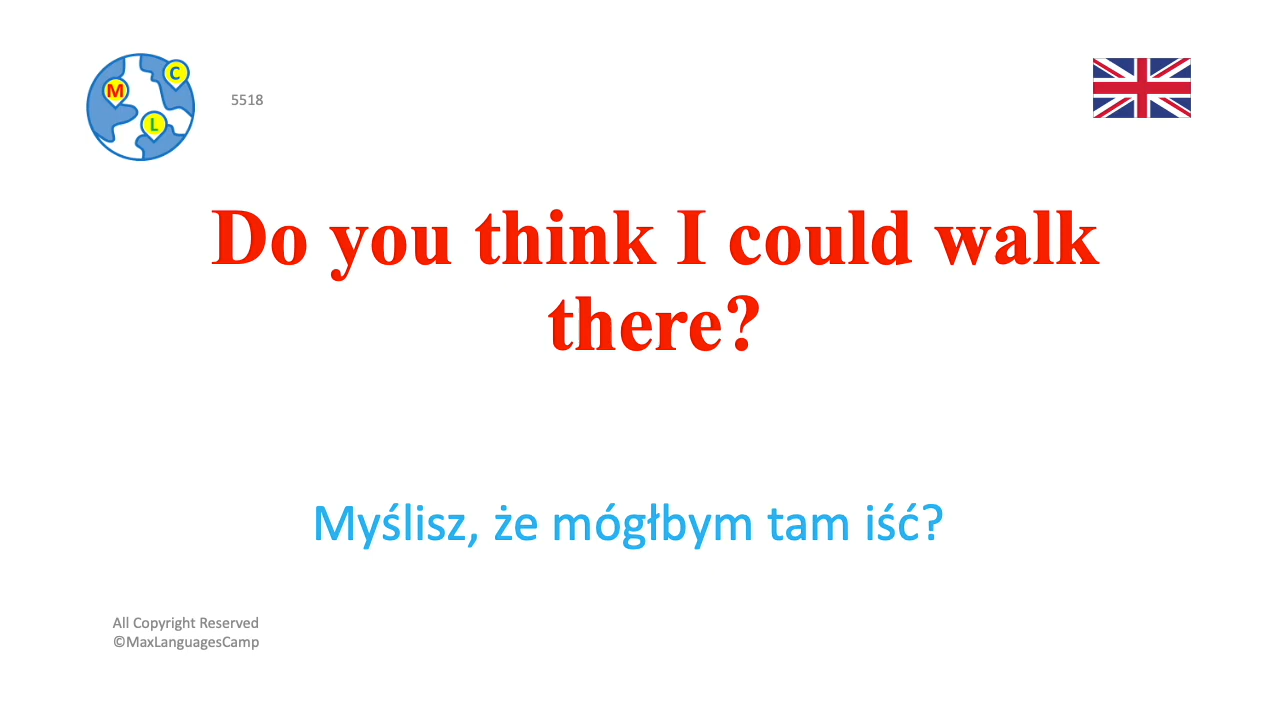 M
C
L
5518
Do you think I could walk
there?
Myślisz, że mógłbym tam iść?
All Copyright Reserved
©MaxLanguagesCamp